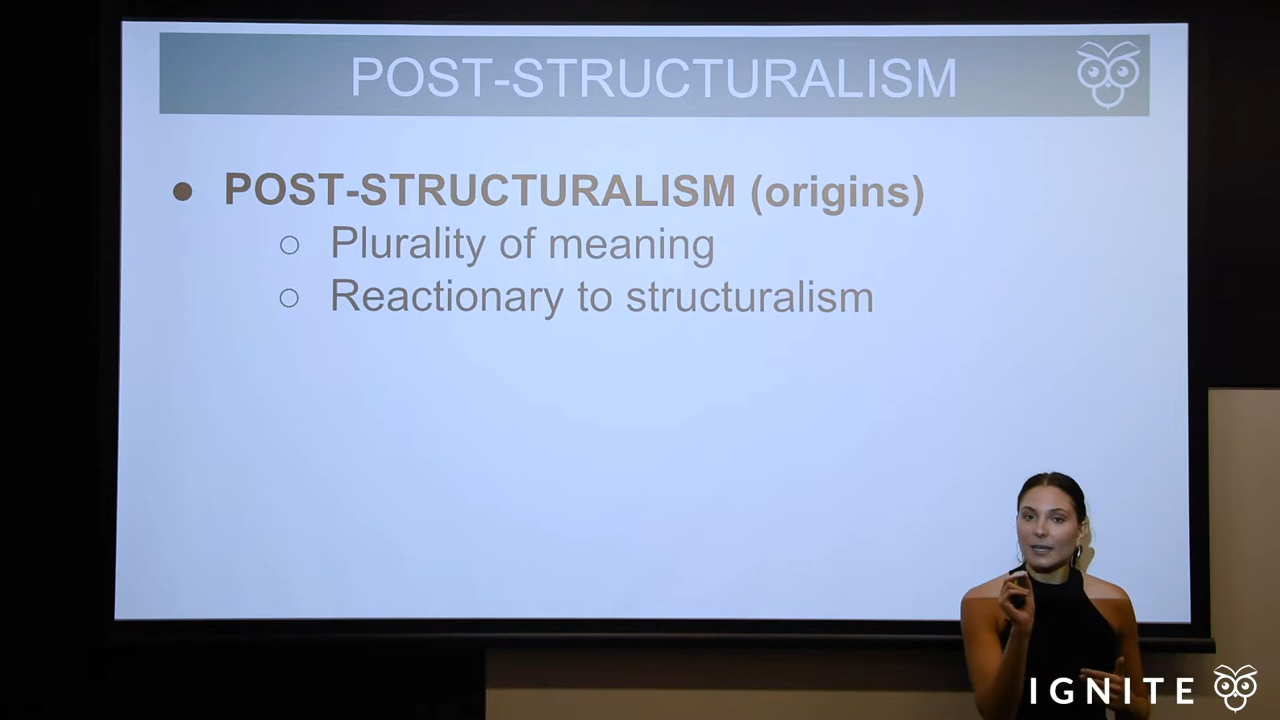 POST-STRUCTURALISM
● POST-STRUCTURALISM (origins)
○ Plurality of meaning
○ Reactionary to structuralism
IGNITE